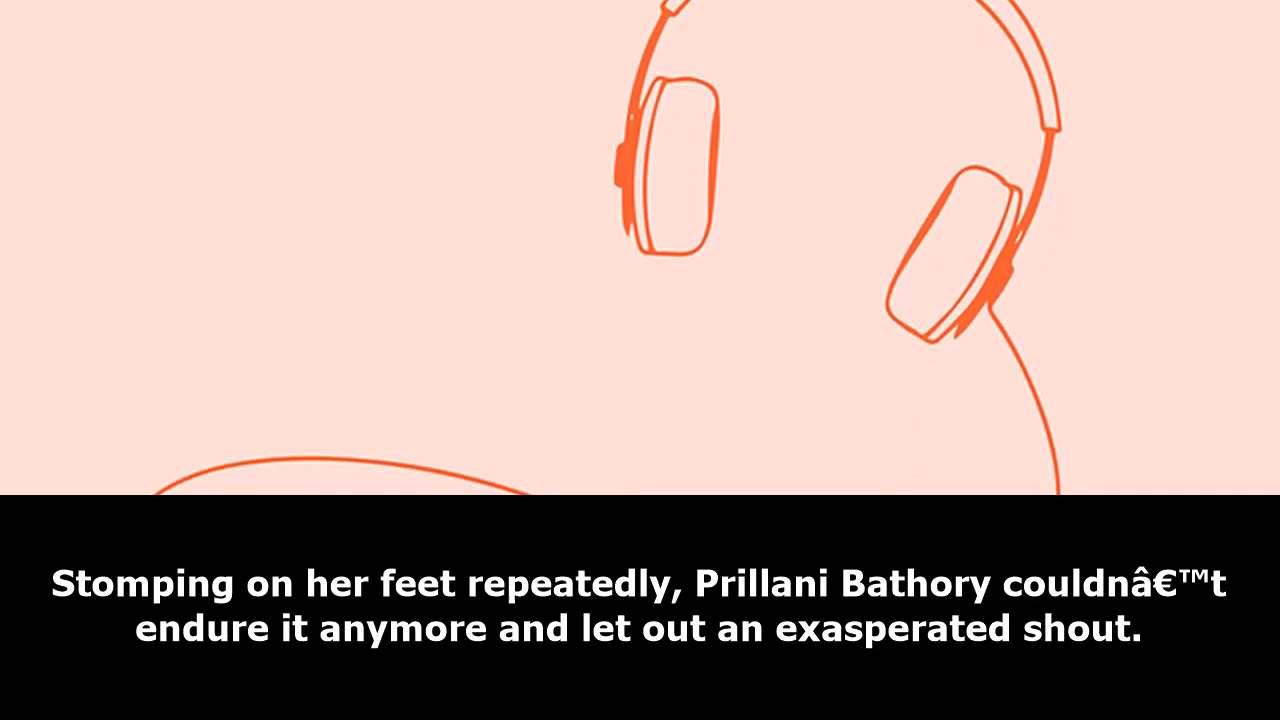 Stomping on her feet repeatedly, Prillani Bathory couldnâ€™t
endure it anymore and let out an exasperated shout.